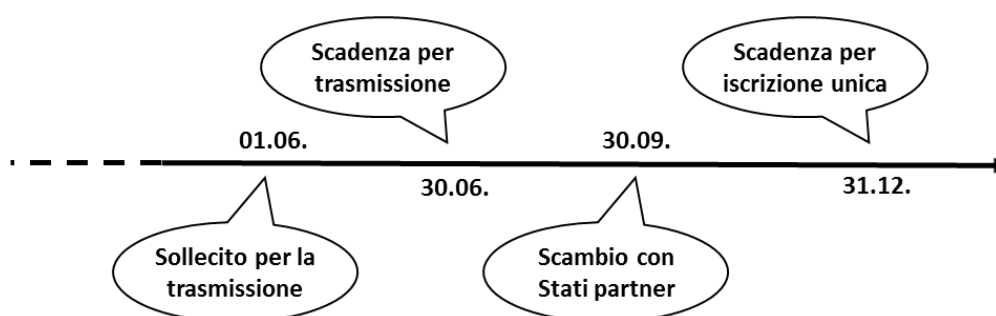 Scadenza per
trasmissione
Scadenza per
iscrizione unica
01.06.
30.09.
30.06.
31.12.
Sollecito per la
trasmissione
Scambio con
Stati partner